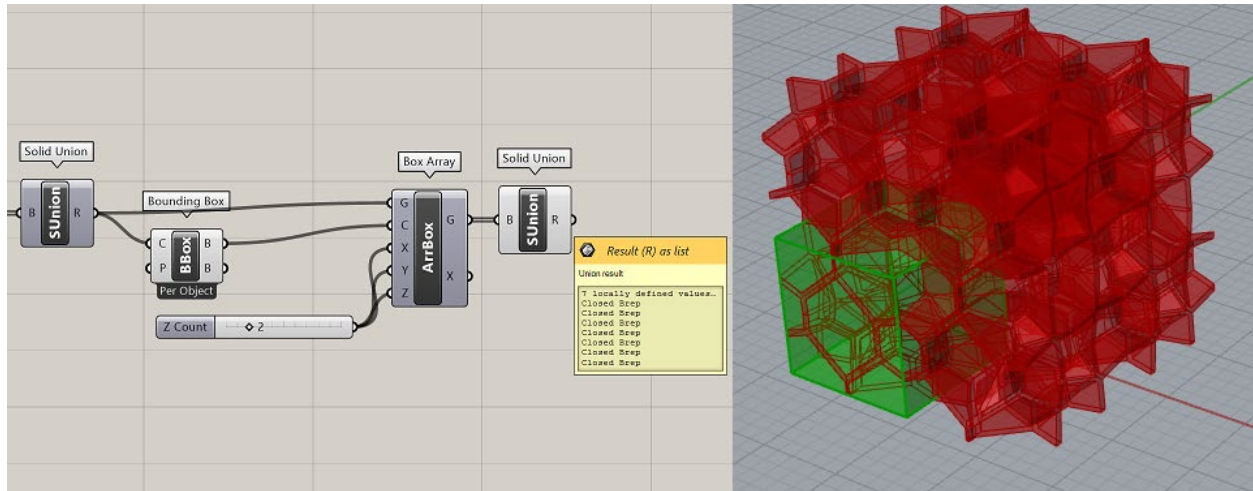 Solid Union
B
SUnion
R
Bounding Box
C
B
P
B
BBox
Per Object
Z Count
2
Box Array
G
C
X
Y
Z
ArrBox
G
X
Solid Union
B
SUnion
R
Result (R) as list
Union result
7 locally defined values…
Closed Brep
Closed Brep
Closed Brep
Closed Brep
Closed Brep
Closed Brep
Closed Brep